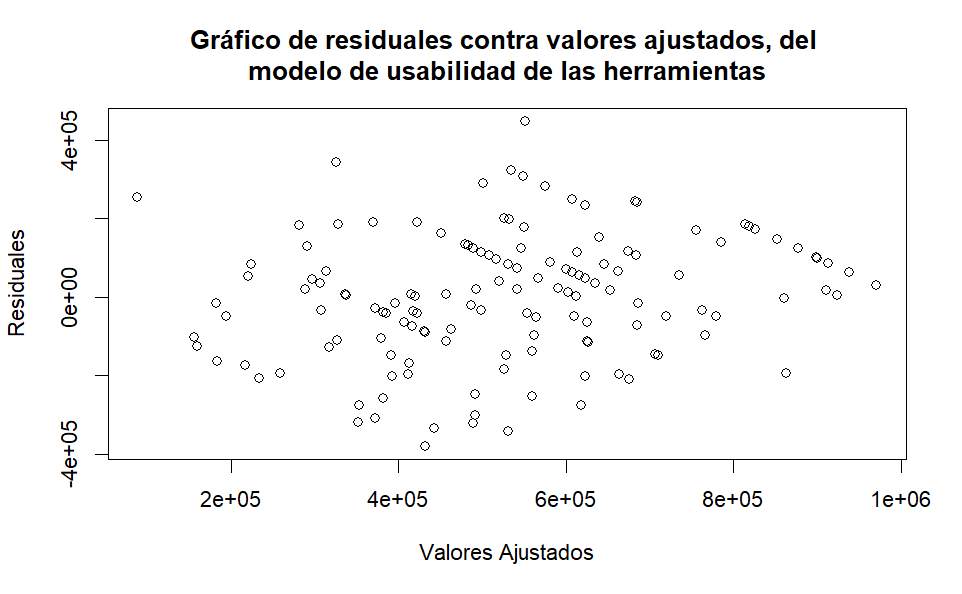 Gráfico de residuales contra valores ajustados, del
modelo de usabilidad de las herramientas
Residuales
4e+05
0e+00
-4e+05
2e+05
4e+05
6e+05
8e+05
1e+06
Valores Ajustados